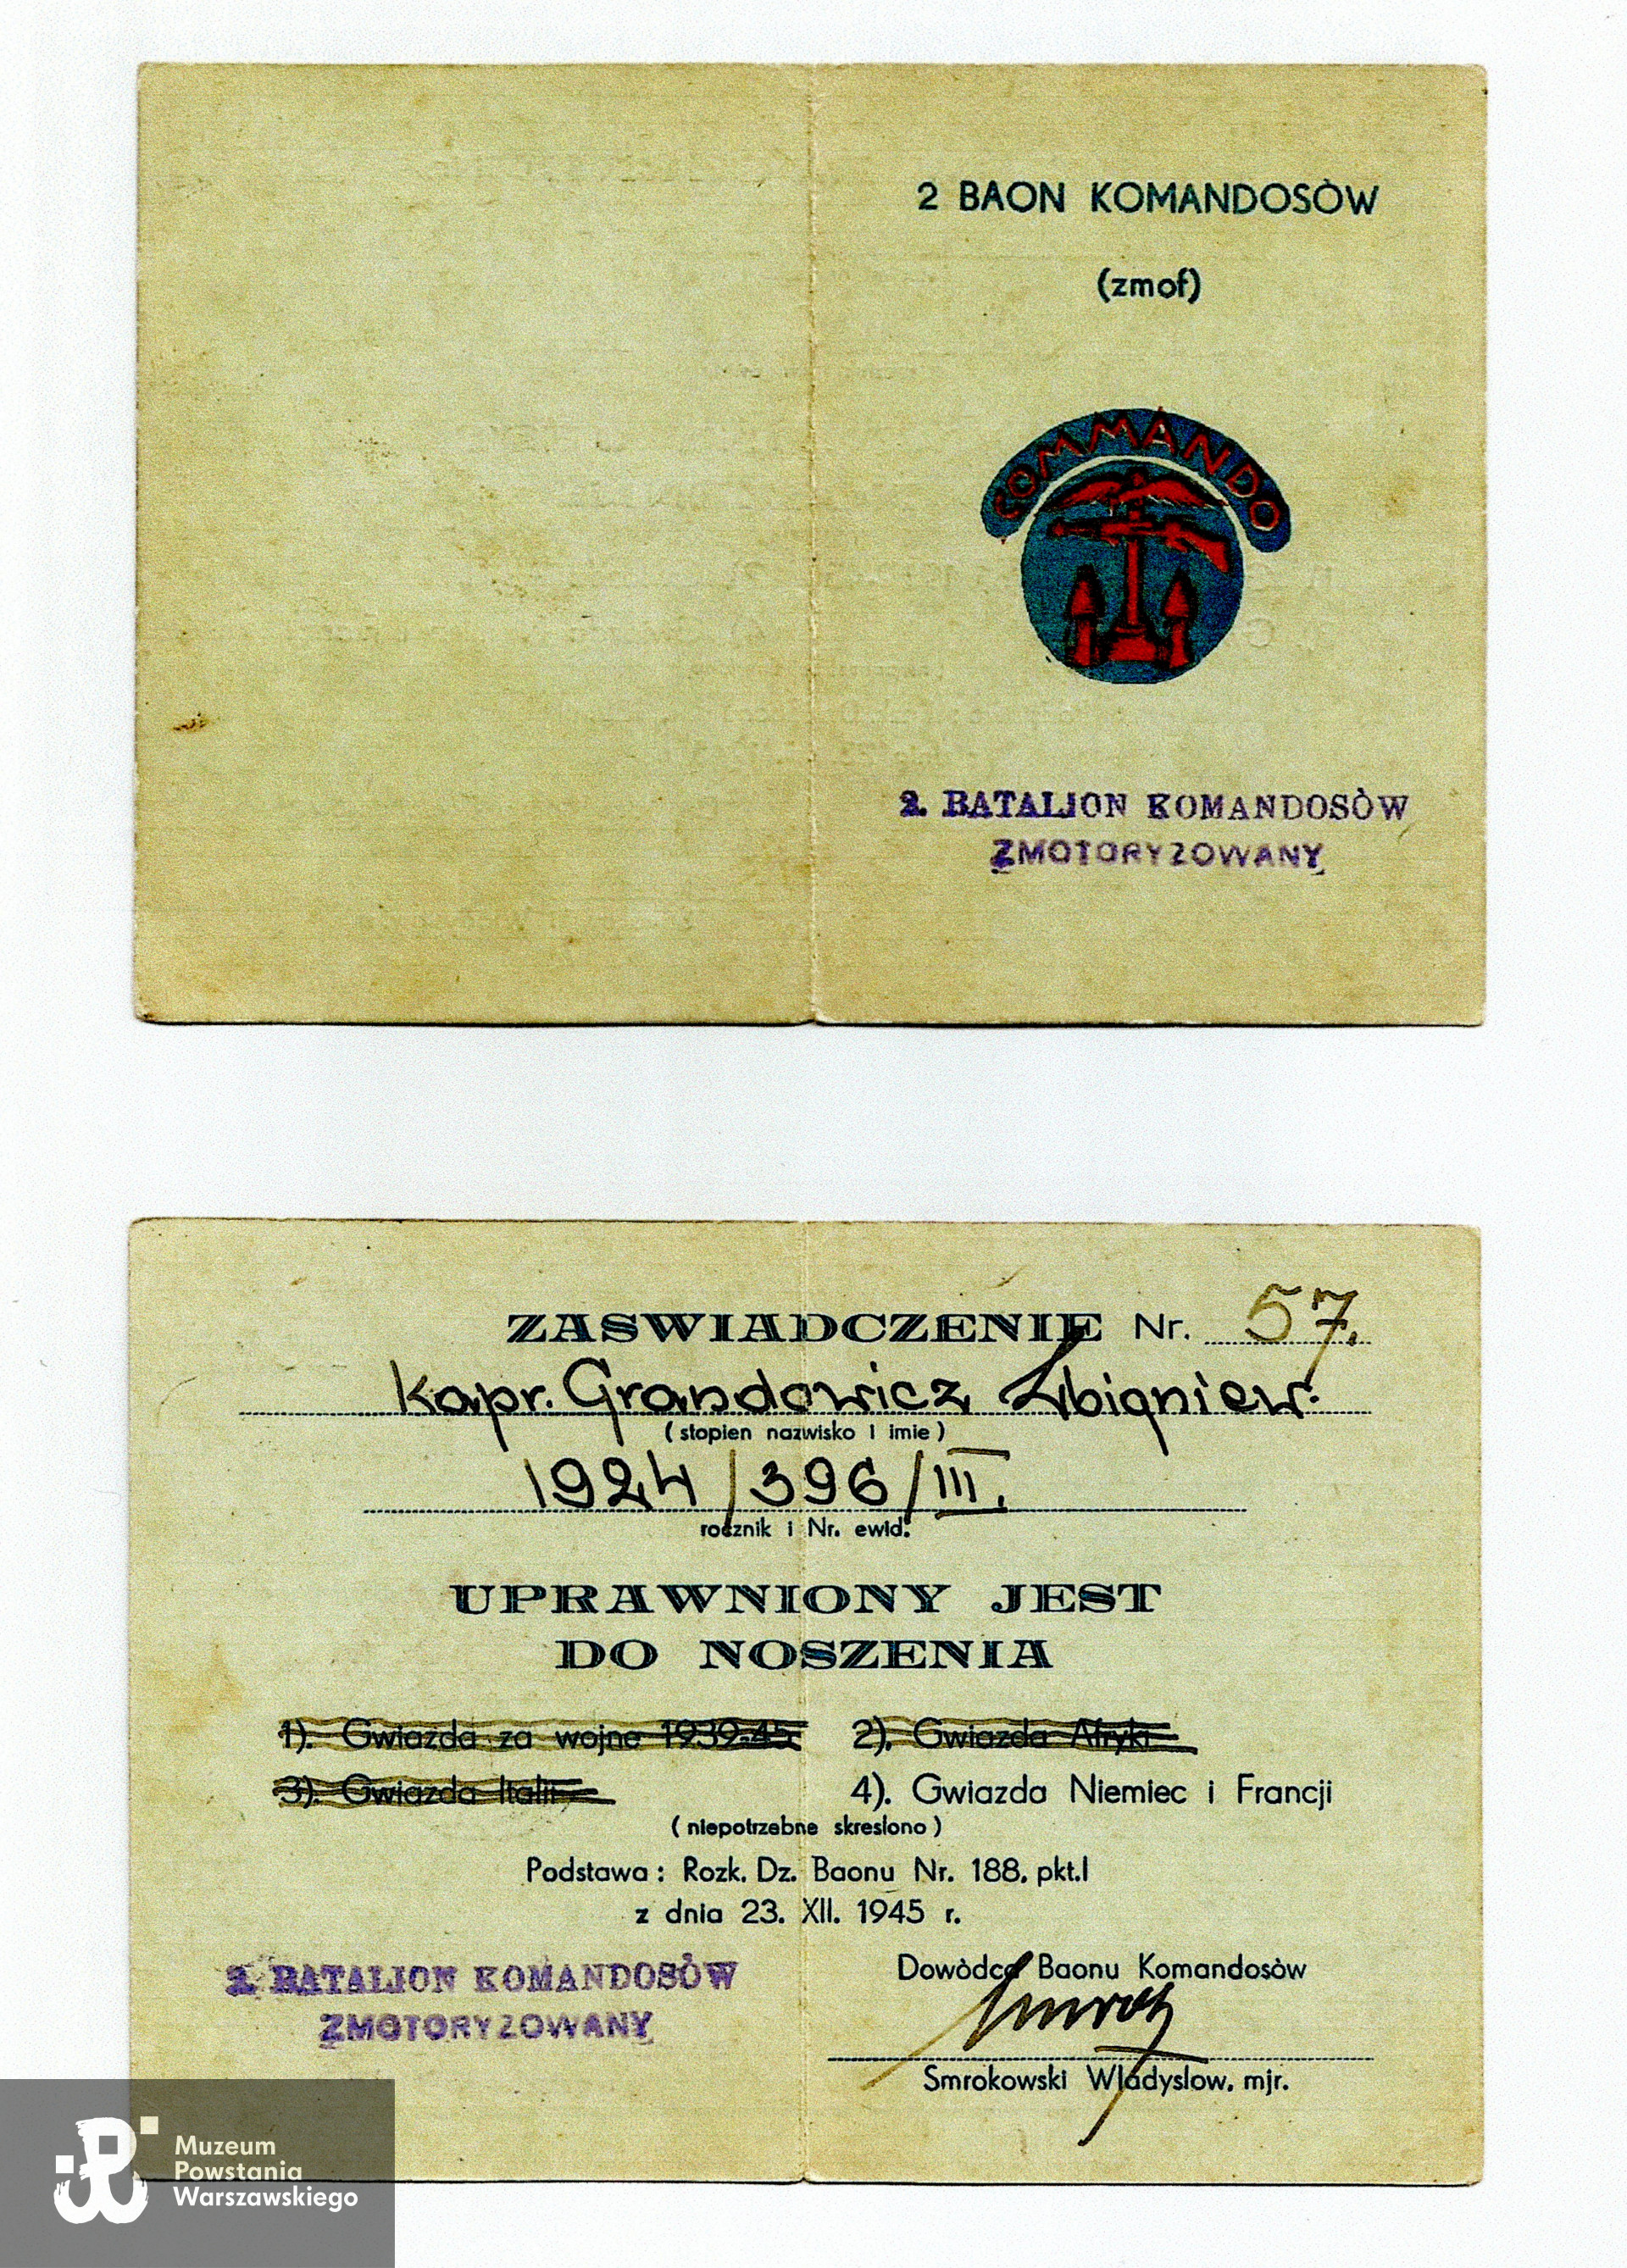 2 BAON KOMANDOSÒW
(zmof)
COMMANDO
2. BATALJON KOMANDOSÒW
ZMOTORYZOWANY
ZASWIADCZENIE Nr. 57.
kapr. Grandowicz Zbigniew.
(stopien nazwisko i imie)
1924/396/III.
rocznik i Nr. ewid.
UPRAWNIONY JEST
DO NOSZENIA
1). Gwiazda za wojne 1939-45. 2). Gwiazda Afryki
3). Gwiazda Italii 4). Gwiazda Niemiec i Francji
(niepotrzebne skreslono)
Podstawa: Rozk. Dz. Baonu Nr. 188, pkt.I
z dnia 23. XII. 1945 r.
2. BATALJON KOMANDOSÓW
ZMOTORYZOWANY
Dowòdca Baonu Komandosòw
Smrokowski Wladyslow, mjr.
Muzeum
Powstania
Warszawskiego